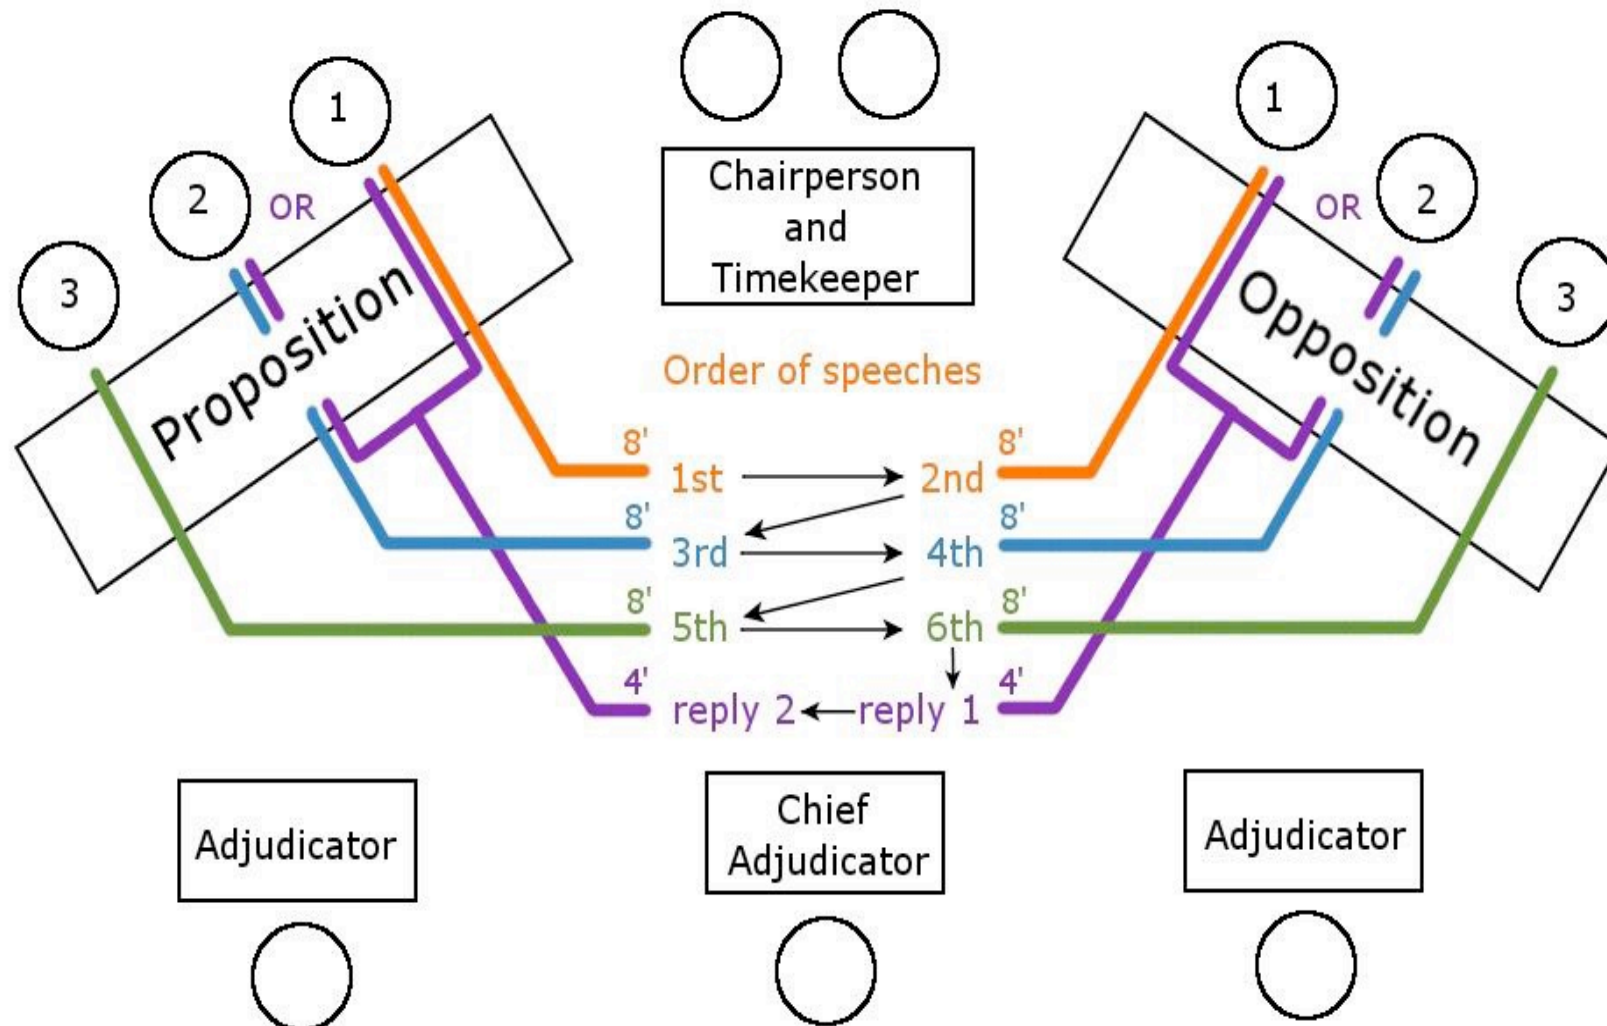 1
2
OR
3
Proposition
Chairperson
and
Timekeeper
1
OR
2
3
Opposition
Order of speeches
8' 1st 2nd 8'
8' 3rd 4th 8'
8' 5th 6th 8'
4' reply 2 reply 1 4'
Adjudicator
Chief
Adjudicator
Adjudicator